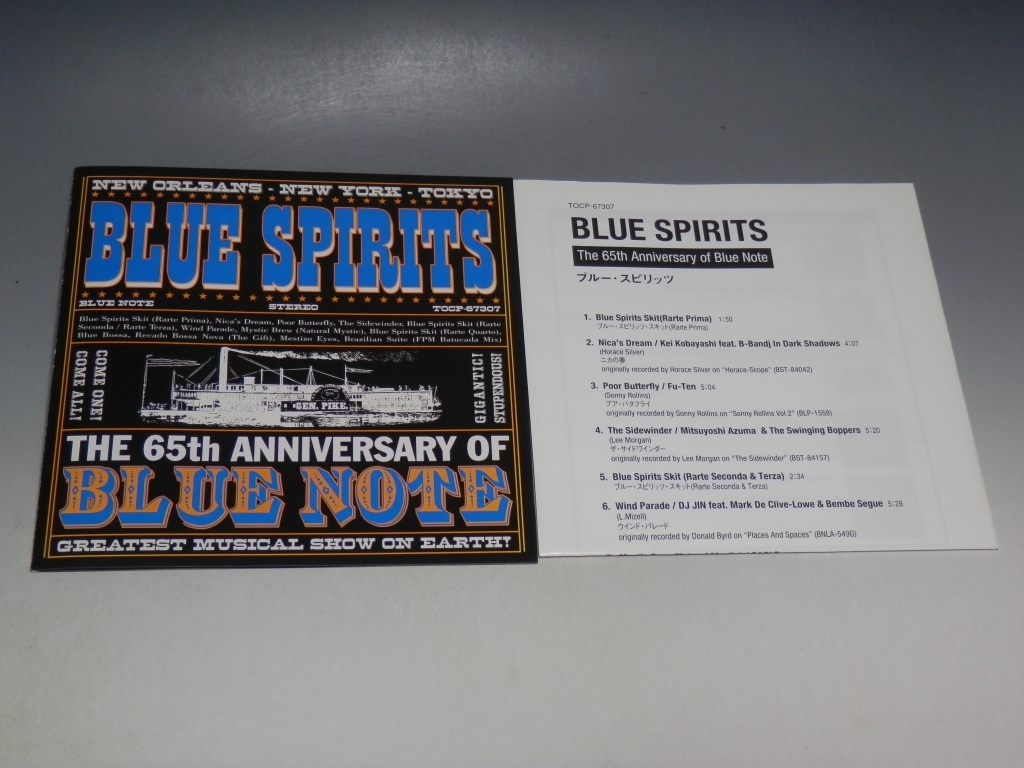 NEW ORLEANS - NEW YORK - TOKYO
BLUE SPIRITS
BLUE NOTE STEREO TOCP-67307
Blue Spirits Skit (Rarte Prima), Nica's Dream, Poor Butterfly, The Sidewinder, Blue Spirits Skit (Rarte
Seconda / Rarte Terza), Wind Parade, Mystic Brew (Natural Mystic), Blue Spirits Skit (Rarte Quarto),
Blue Bossa, Recado Bossa Nova (The Gift), Mestizo Eyes, Brazilian Suite (FPM Batucada Mix)
COME ONE!
COME ALL!
GEN. PIKE.
GIGANTIC!
STUPENDOUS!
THE 65th ANNIVERSARY OF
BLUE NOTE
GREATEST MUSICAL SHOW ON EARTH!
TOCP-67307
BLUE SPIRITS
The 65th Anniversary of Blue Note
ブルー・スピリッツ
1. Blue Spirits Skit(Rarte Prima) 1:50
ブルー・スピリッツ・スキット(Rarte Prima)
2. Nica's Dream / Kei Kobayashi feat. B-Bandj In Dark Shadows 4:07
(Horace Silver)
ニカの夢
originally recorded by Horace Silver on "Horace-Scope" (BST-84042)
3. Poor Butterfly / Fu-Ten 5:04
(Sonny Rollins)
プア・バタフライ
originally recorded by Sonny Rollins on "Sonny Rollins Vol.2" (BLP-1558)
4. The Sidewinder / Mitsuyoshi Azuma & The Swinging Boppers 5:20
(Lee Morgan)
ザ・サイドワインダー
originally recorded by Lee Morgan on "The Sidewinder" (BST-84157)
5. Blue Spirits Skit (Rarte Seconda & Terza) 2:34
ブルー・スピリッツ・スキット(Rarte Seconda & Terza)
6. Wind Parade / DJ JIN feat. Mark De Clive-Lowe & Bembe Segue 5:28
(L.Mizell)
ウインド・パレード
originally recorded by Donald Byrd on "Places And Spaces" (BNLA-549G)